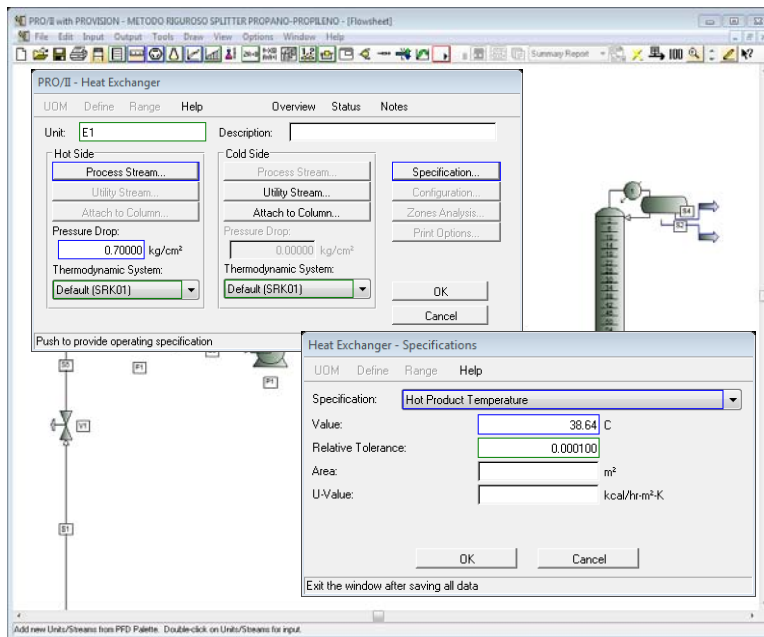 PRO/II with PROVISION - METODO RIGUROSO SPLITTER PROPANO-PROPILENO - [Flowsheet]
File Edit Input Output Tools Draw View Options Window Help
Summary Report
100
PRO/II - Heat Exchanger
UOM Define Range Help Overview Status Notes
Unit: E1 Description:
Hot Side Cold Side
Process Stream... Process Stream... Specification...
Utility Stream... Utility Stream... Configuration...
Attach to Column... Attach to Column... Zones Analysis...
Pressure Drop: Pressure Drop: Print Options...
0.70000 kg/cm² 0.00000 kg/cm²
Thermodynamic System: Thermodynamic System:
Default (SRK01) Default (SRK01) OK
Cancel
Push to provide operating specification
S4
S2
P1
P1
V1
S1
Heat Exchanger - Specifications
UOM Define Range Help
Specification: Hot Product Temperature
Value: 38.64 C
Relative Tolerance: 0.000100
Area: m²
U-Value: kcal/hr-m²-K
OK Cancel
Exit the window after saving all data
Add new Units/Streams from PFD Palette. Double-click on Units/Streams for input.